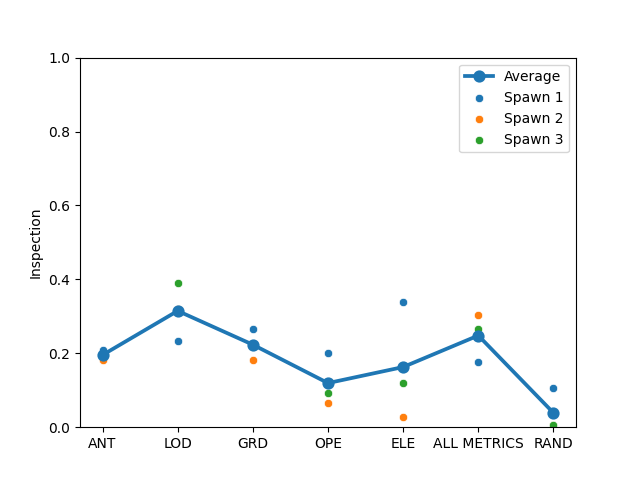 1.0
0.8
0.6
0.4
0.2
0.0
Inspection
ANT LOD GRD OPE ELE ALL METRICS RAND
Average
Spawn 1
Spawn 2
Spawn 3